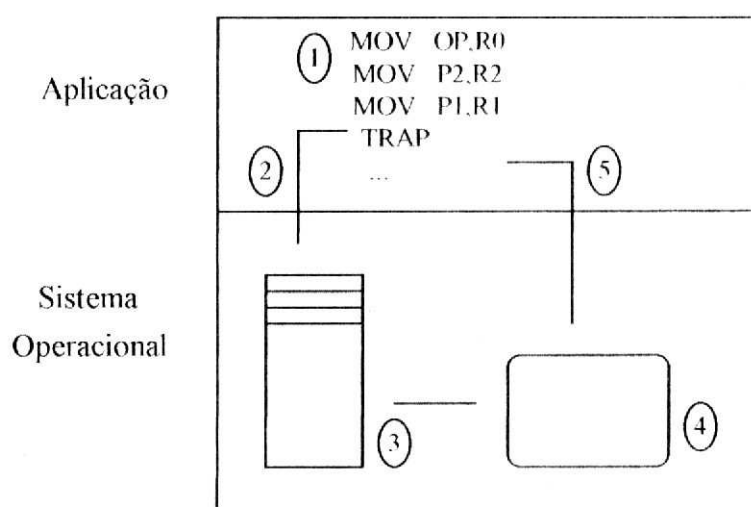 1 MOV OP,R0
MOV P2,R2
Aplicação
MOV P1,R1
TRAP
2
...
5
Sistema
Operacional
3
4